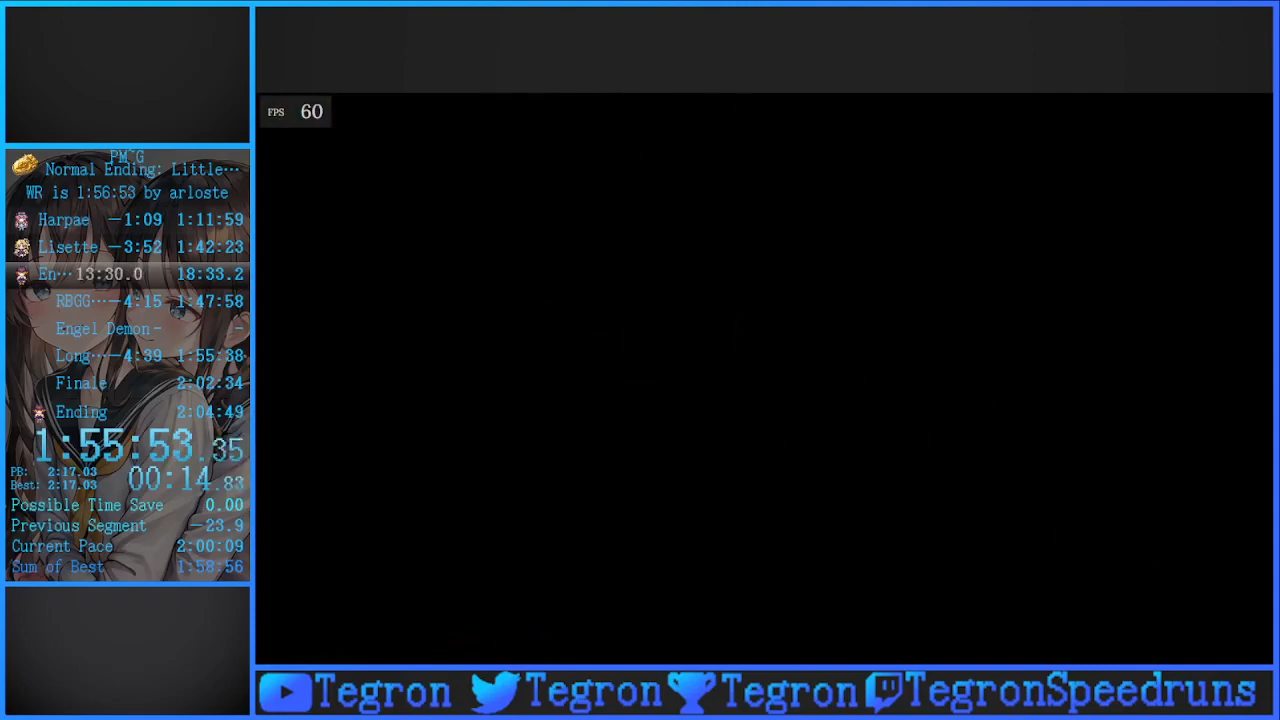 PM~G
Normal Ending: Little…
WR is 1:56:53 by arloste
Harpae −1:09 1:11:59
Lisette −3:52 1:42:23
En… 13:30.0 18:33.2
RBGG… −4:15 1:47:58
Engel Demon - -
Long… −4:39 1:55:38
Finale 2:02:34
Ending 2:04:49
1:55:53.35
PB: 2:17.03
Best: 2:17.03
00:14.83
Possible Time Save 0.00
Previous Segment −23.9
Current Pace 2:00:09
Sum of Best 1:58:56
FPS 60
Tegron Tegron Tegron TegronSpeedruns